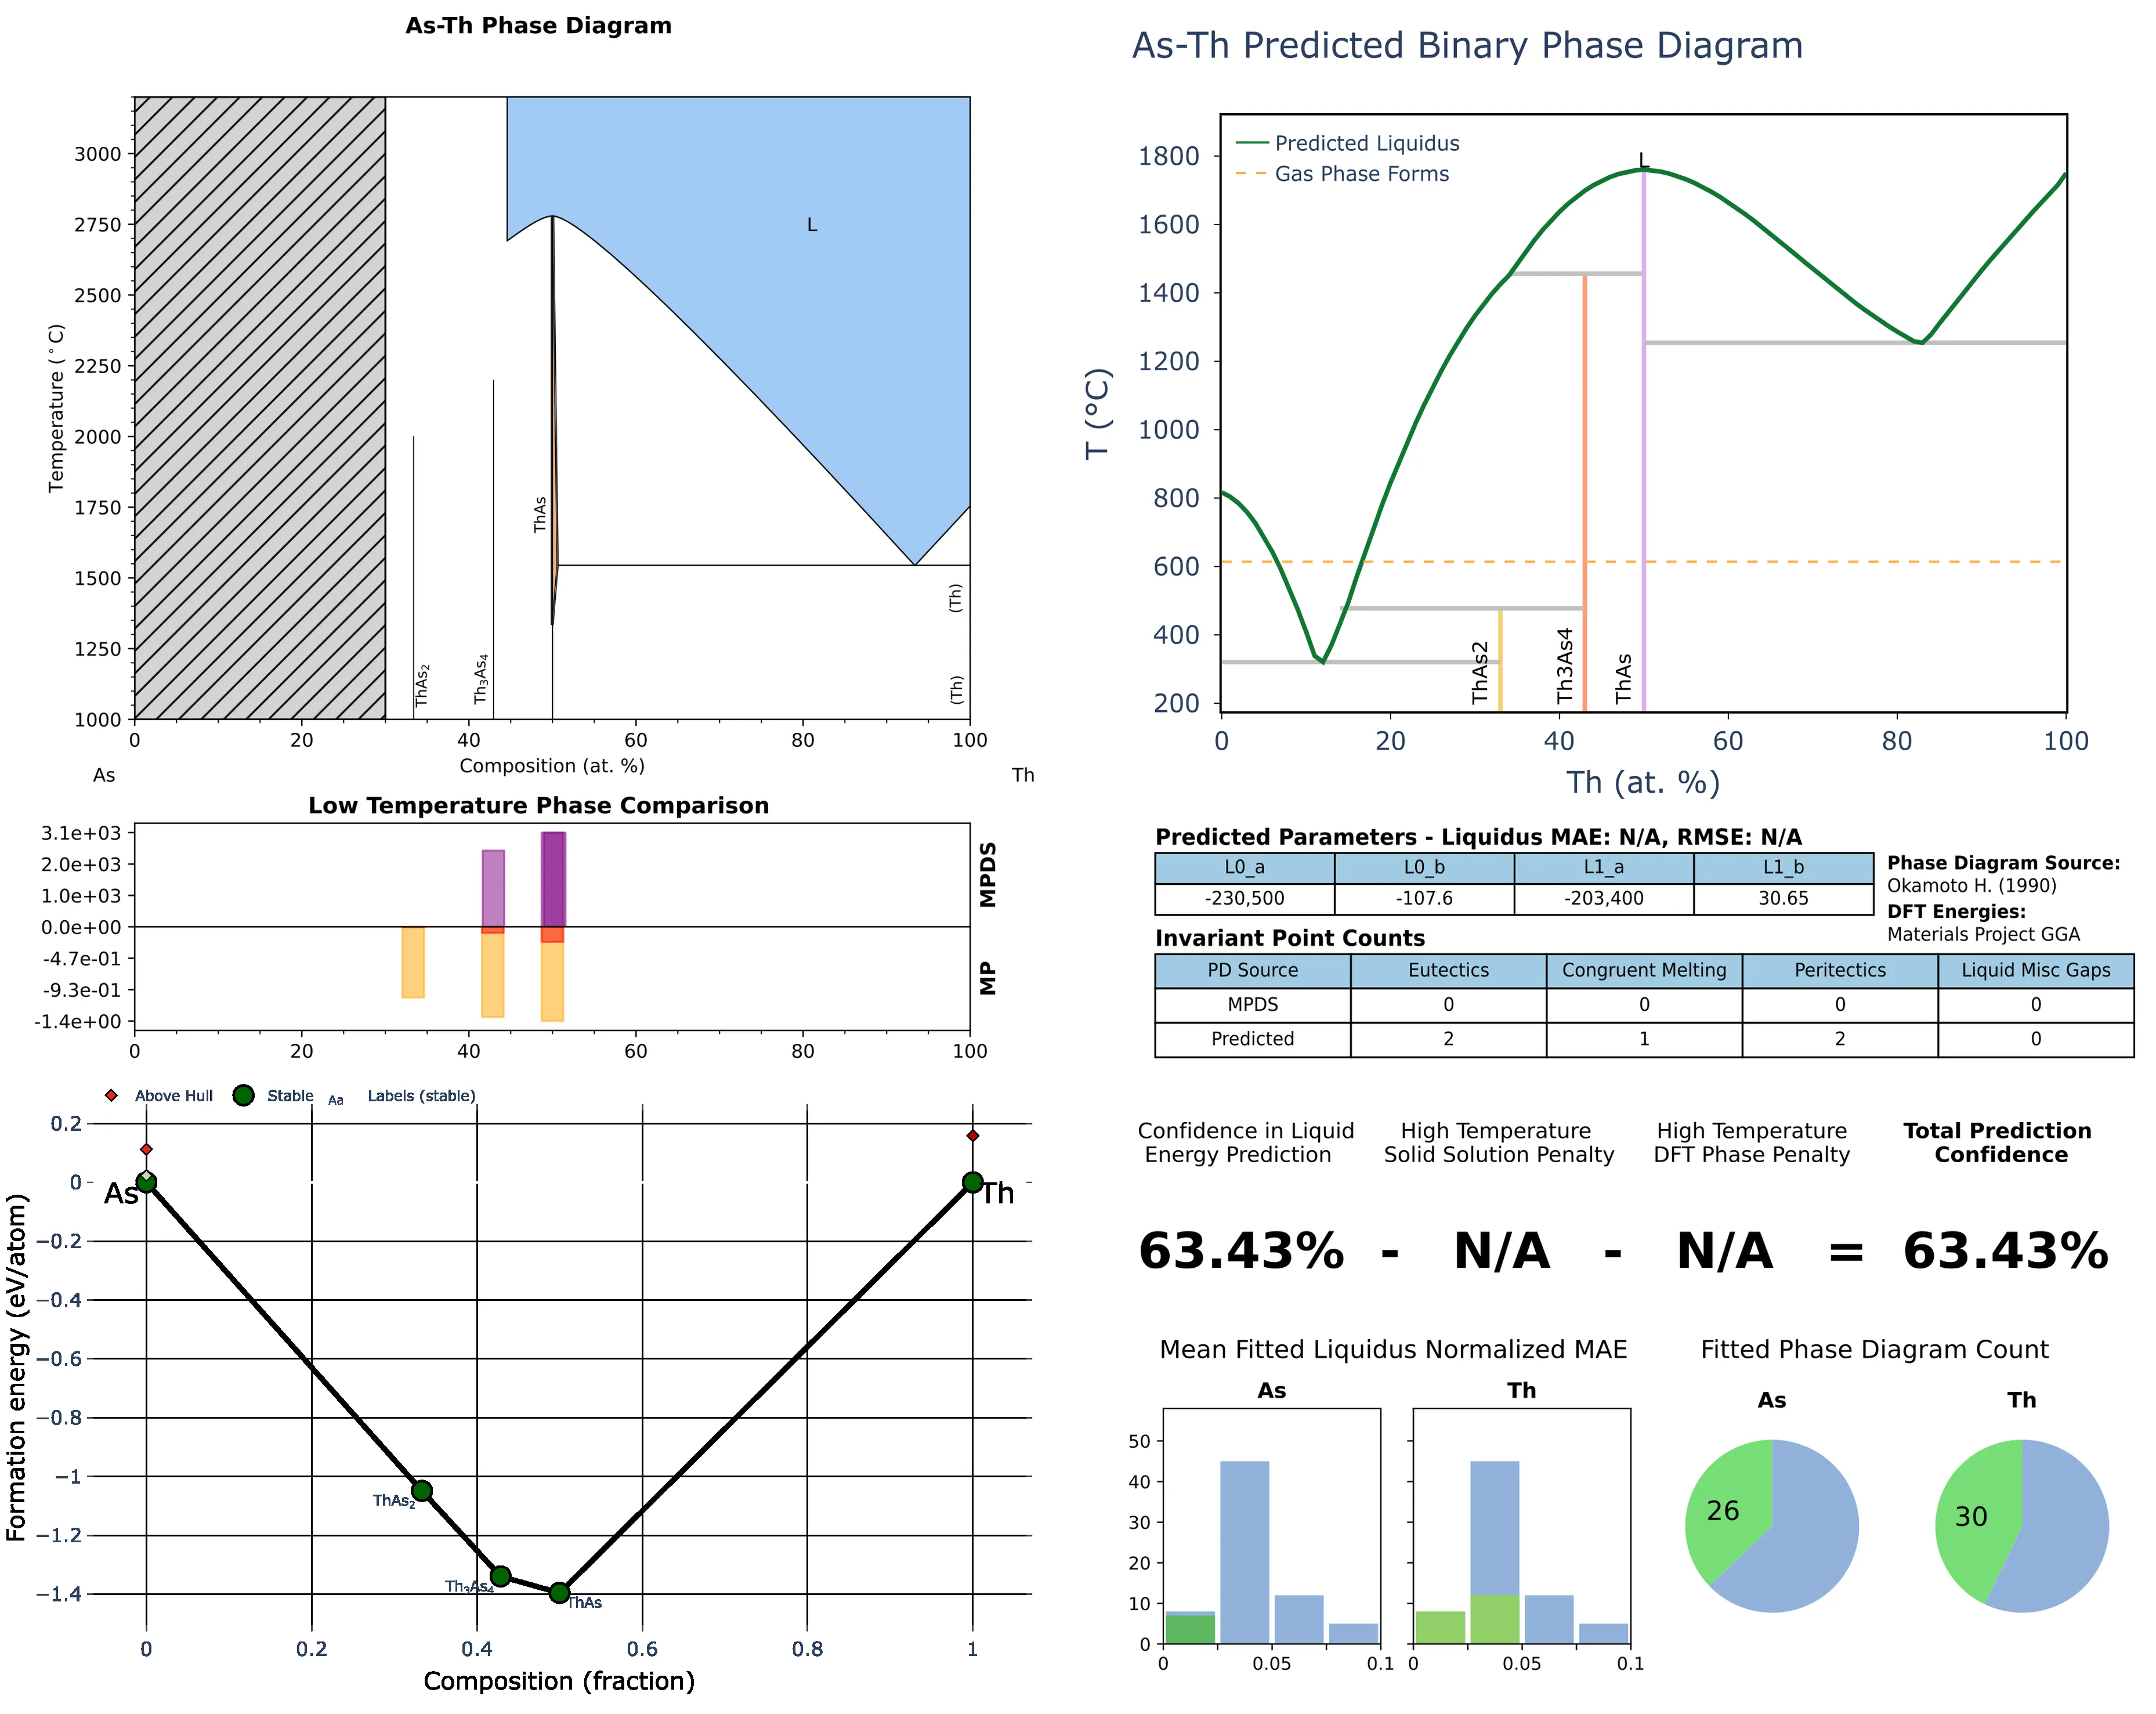 As-Th Phase Diagram
3000
2750
2500
2250
2000
1750
1500
1250
1000
Temperature (°C)
L
ThAs
ThAs₂
Th₃As₄
(Th)
(Th)
0 20 40 60 80 100
Composition (at. %)
As
Th
Low Temperature Phase Comparison
3.1e+03
2.0e+03
1.0e+03
0.0e+00
-4.7e-01
-9.3e-01
-1.4e+00
MPDS
MP
0 20 40 60 80 100
Above Hull Stable Aa Labels (stable)
0.2
0
−0.2
−0.4
−0.6
−0.8
−1
−1.2
−1.4
Formation energy (eV/atom)
As
Th
ThAs₂
Th₃As₄
ThAs
0 0.2 0.4 0.6 0.8 1
Composition (fraction)
As-Th Predicted Binary Phase Diagram
Predicted Liquidus
Gas Phase Forms
L
1800
1600
1400
1200
1000
800
600
400
200
T (°C)
ThAs2
Th3As4
ThAs
0 20 40 60 80 100
Th (at. %)
Predicted Parameters - Liquidus MAE: N/A, RMSE: N/A
L0_a L0_b L1_a L1_b
-230,500 -107.6 -203,400 30.65
Phase Diagram Source:
Okamoto H. (1990)
DFT Energies:
Materials Project GGA
Invariant Point Counts
PD Source Eutectics Congruent Melting Peritectics Liquid Misc Gaps
MPDS 0 0 0 0
Predicted 2 1 2 0
Confidence in Liquid
Energy Prediction
High Temperature
Solid Solution Penalty
High Temperature
DFT Phase Penalty
Total Prediction
Confidence
63.43% - N/A - N/A = 63.43%
Mean Fitted Liquidus Normalized MAE
As
Th
50
40
30
20
10
0
0 0.05 0.1
0 0.05 0.1
Fitted Phase Diagram Count
As
Th
26
30